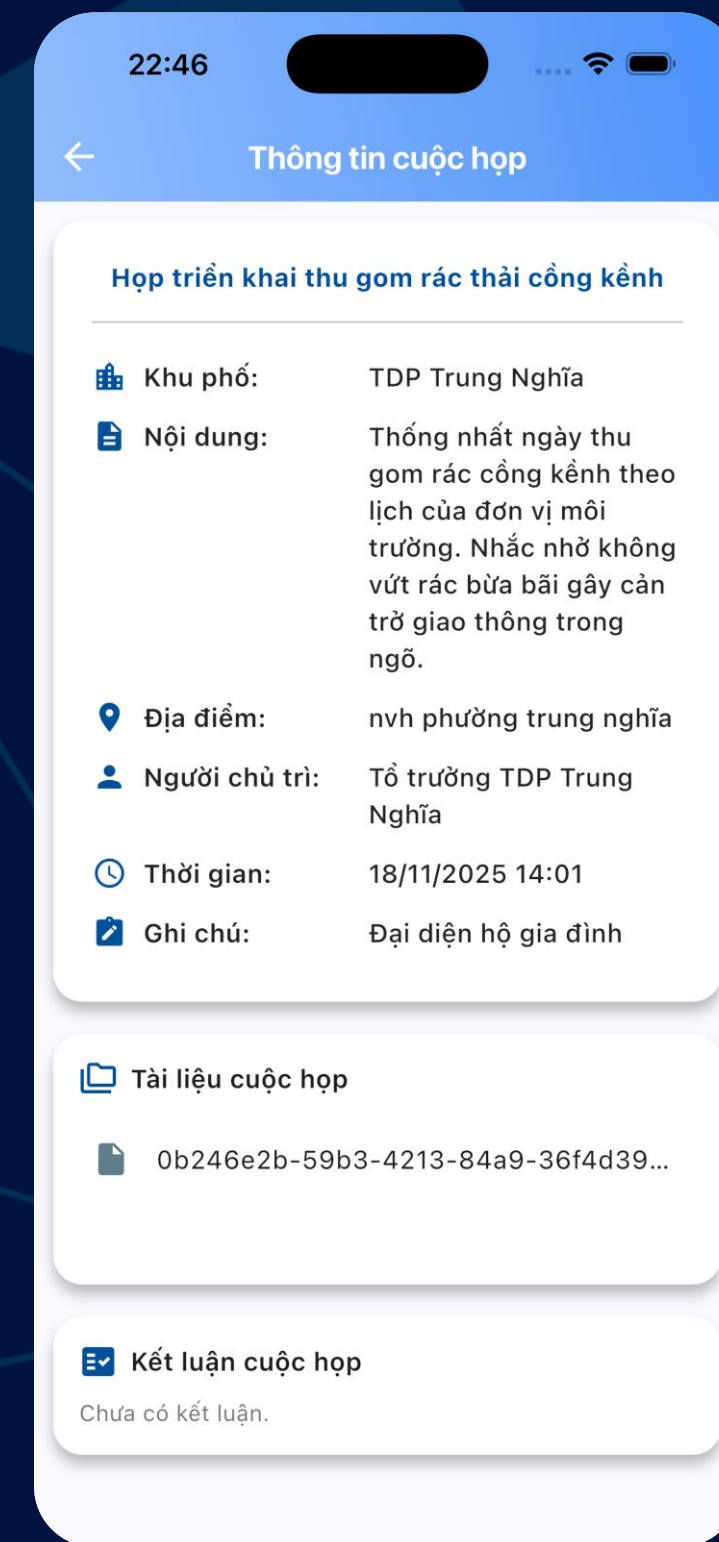 22:46
Thông tin cuộc họp
Họp triển khai thu gom rác thải cồng kềnh
Khu phố: TDP Trung Nghĩa
Nội dung: Thống nhất ngày thu
gom rác cồng kềnh theo
lịch của đơn vị môi
trường. Nhắc nhở không
vứt rác bừa bãi gây cản
trở giao thông trong
ngõ.
Địa điểm: nvh phường trung nghĩa
Người chủ trì: Tổ trưởng TDP Trung
Nghĩa
Thời gian: 18/11/2025 14:01
Ghi chú: Đại diện hộ gia đình
Tài liệu cuộc họp
0b246e2b-59b3-4213-84a9-36f4d39...
Kết luận cuộc họp
Chưa có kết luận.